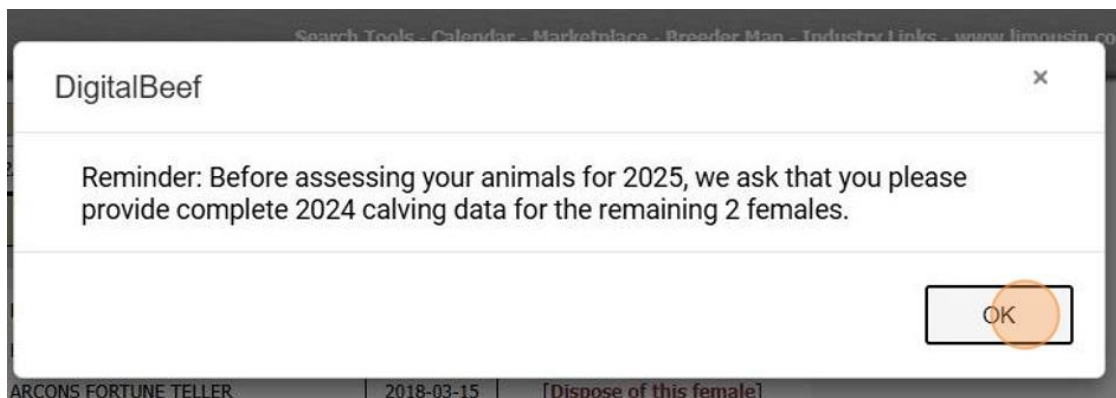 Search Tools - Calendar - Marketplace - Breeder Map - Industry Links - www.limousin.co
DigitalBeef
×
Reminder: Before assessing your animals for 2025, we ask that you please
provide complete 2024 calving data for the remaining 2 females.
OK
ARCONS FORTUNE TELLER 2018-03-15 [Dispose of this female]